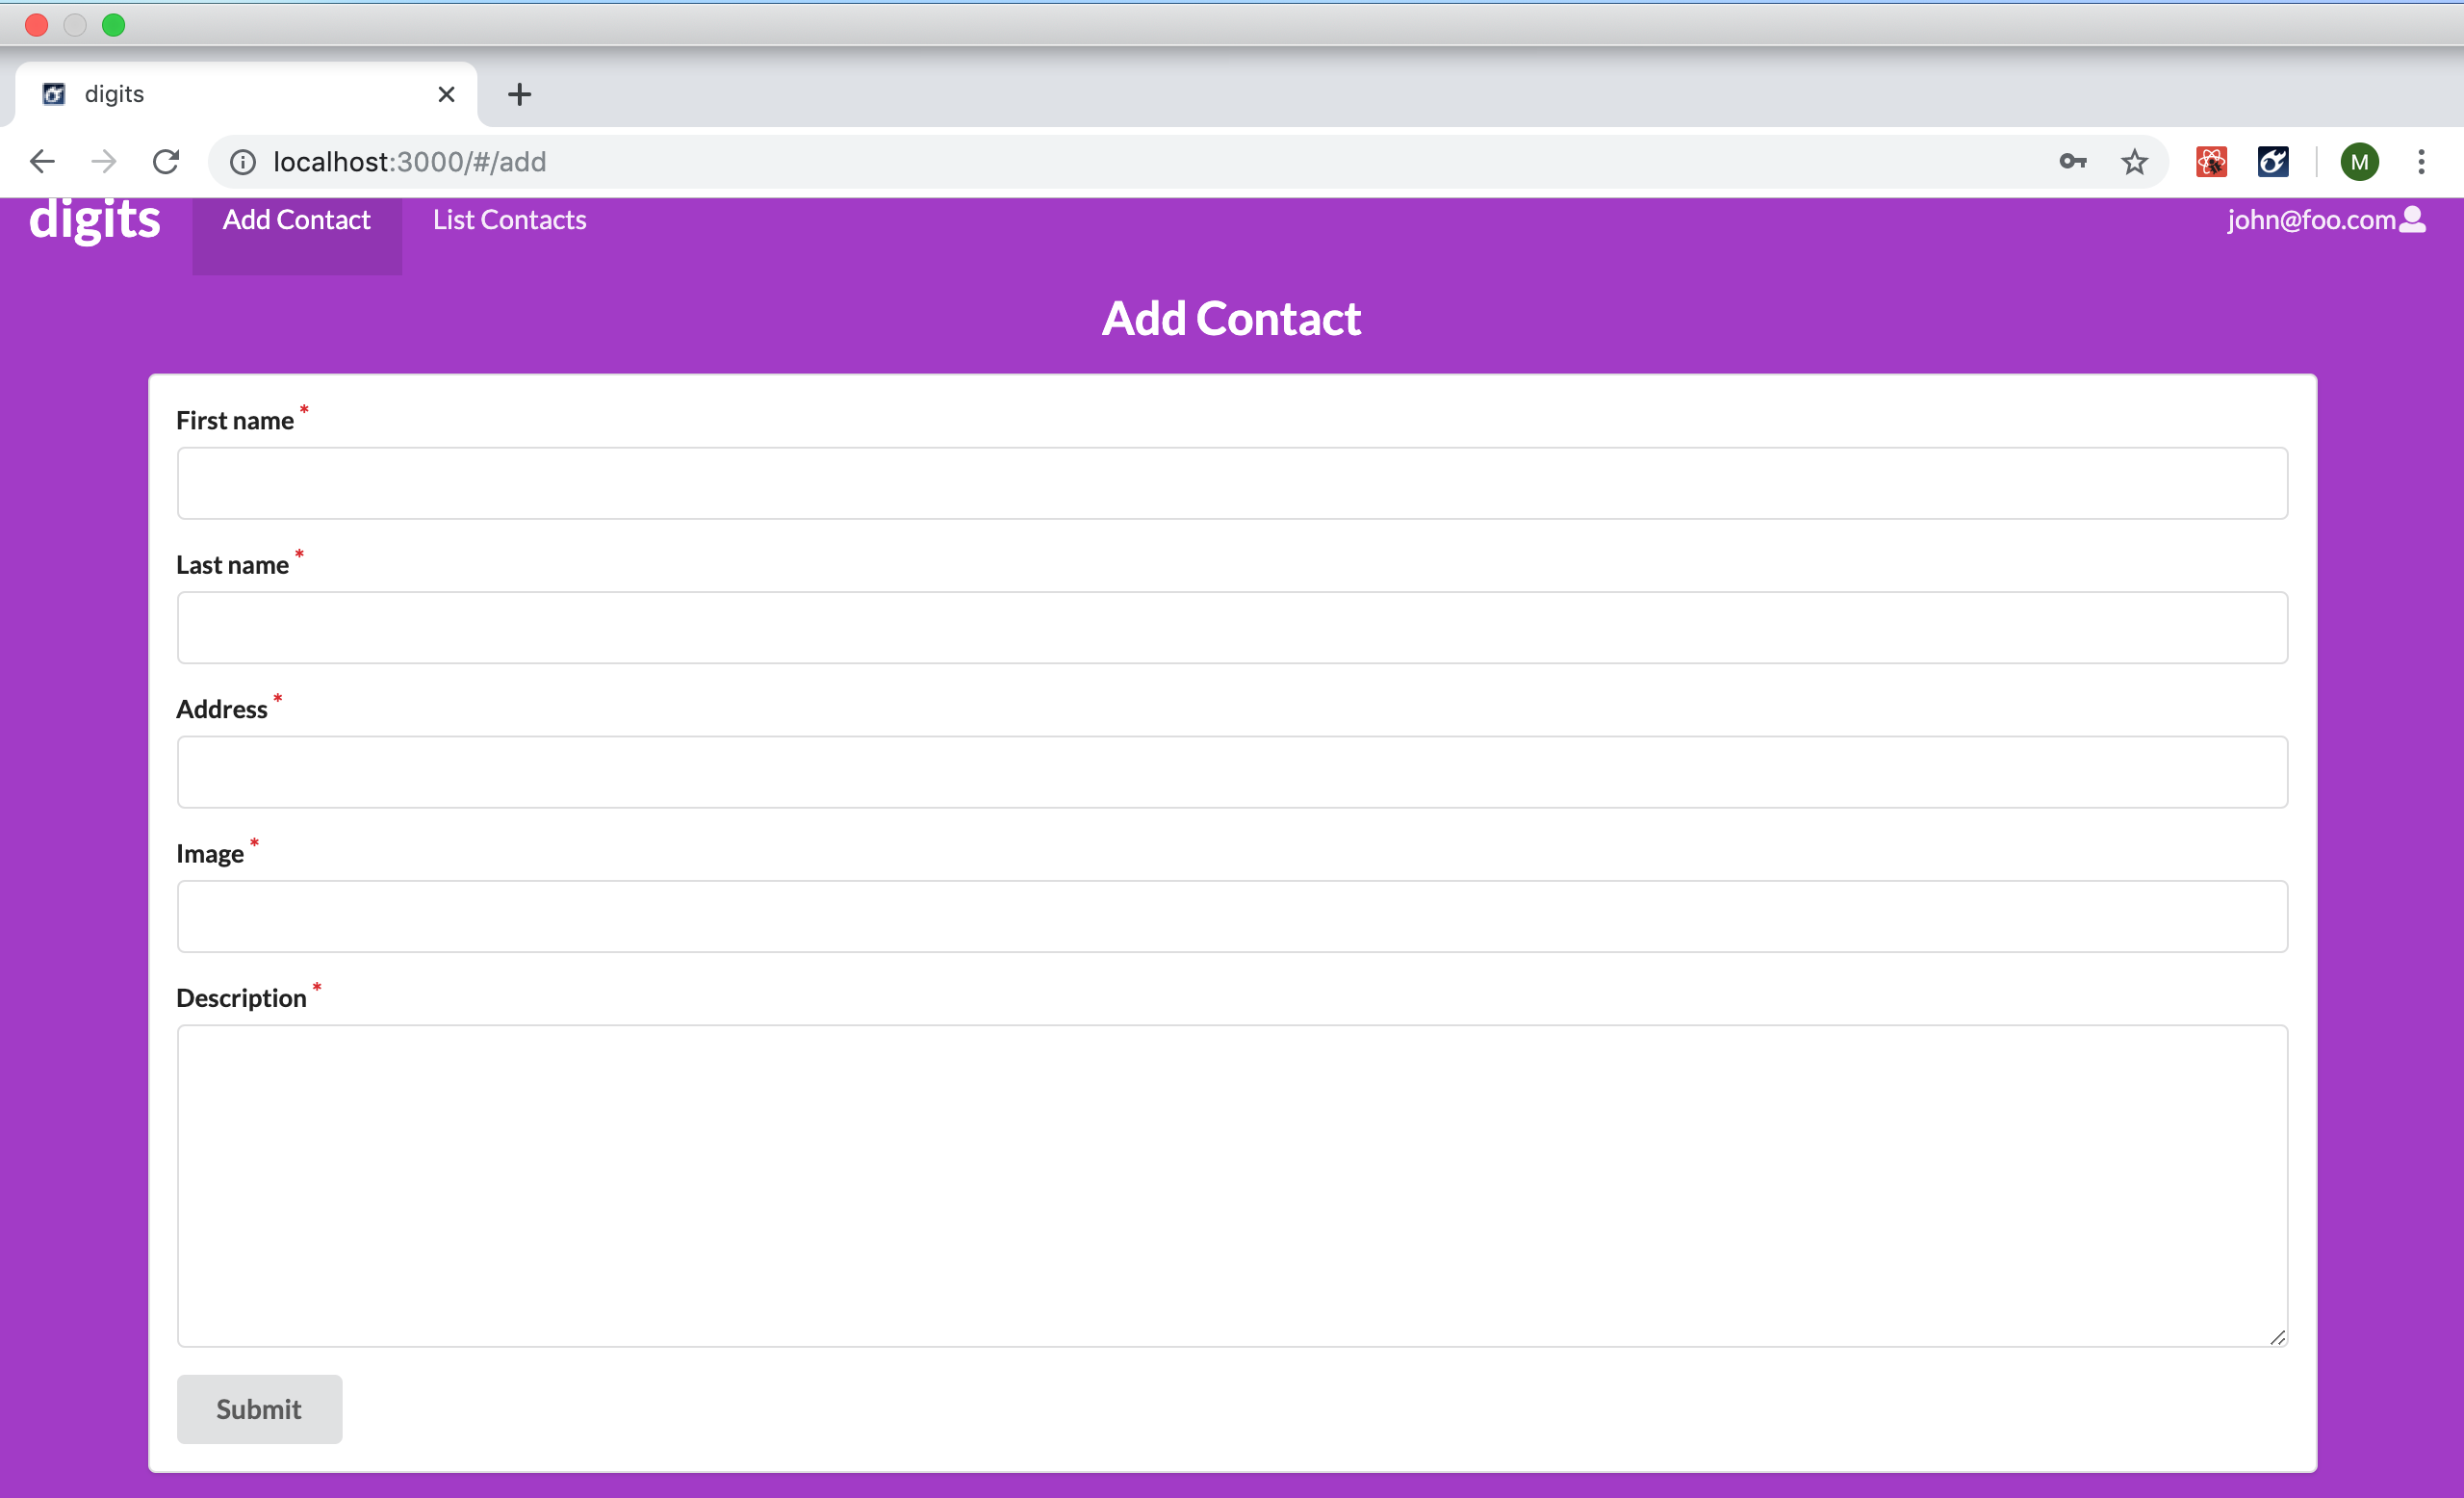 digits
localhost:3000/#/add
M
digits Add Contact List Contacts john@foo.com
Add Contact
First name *
Last name *
Address *
Image *
Description *
Submit